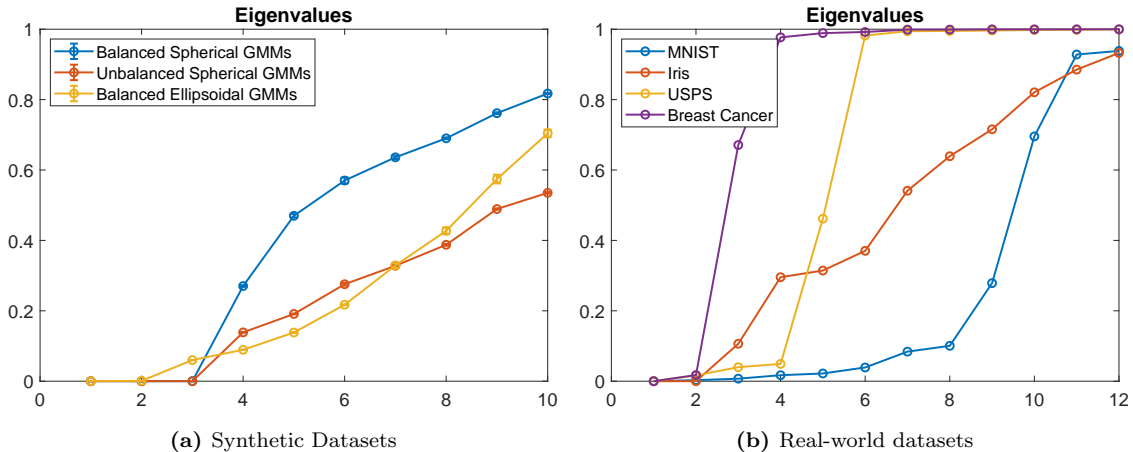 Eigenvalues
1
0.8
0.6
0.4
0.2
0
Balanced Spherical GMMs
Unbalanced Spherical GMMs
Balanced Ellipsoidal GMMs
0 2 4 6 8 10
(a) Synthetic Datasets
Eigenvalues
1
0.8
0.6
0.4
0.2
0
MNIST
Iris
USPS
Breast Cancer
0 2 4 6 8 10 12
(b) Real-world datasets